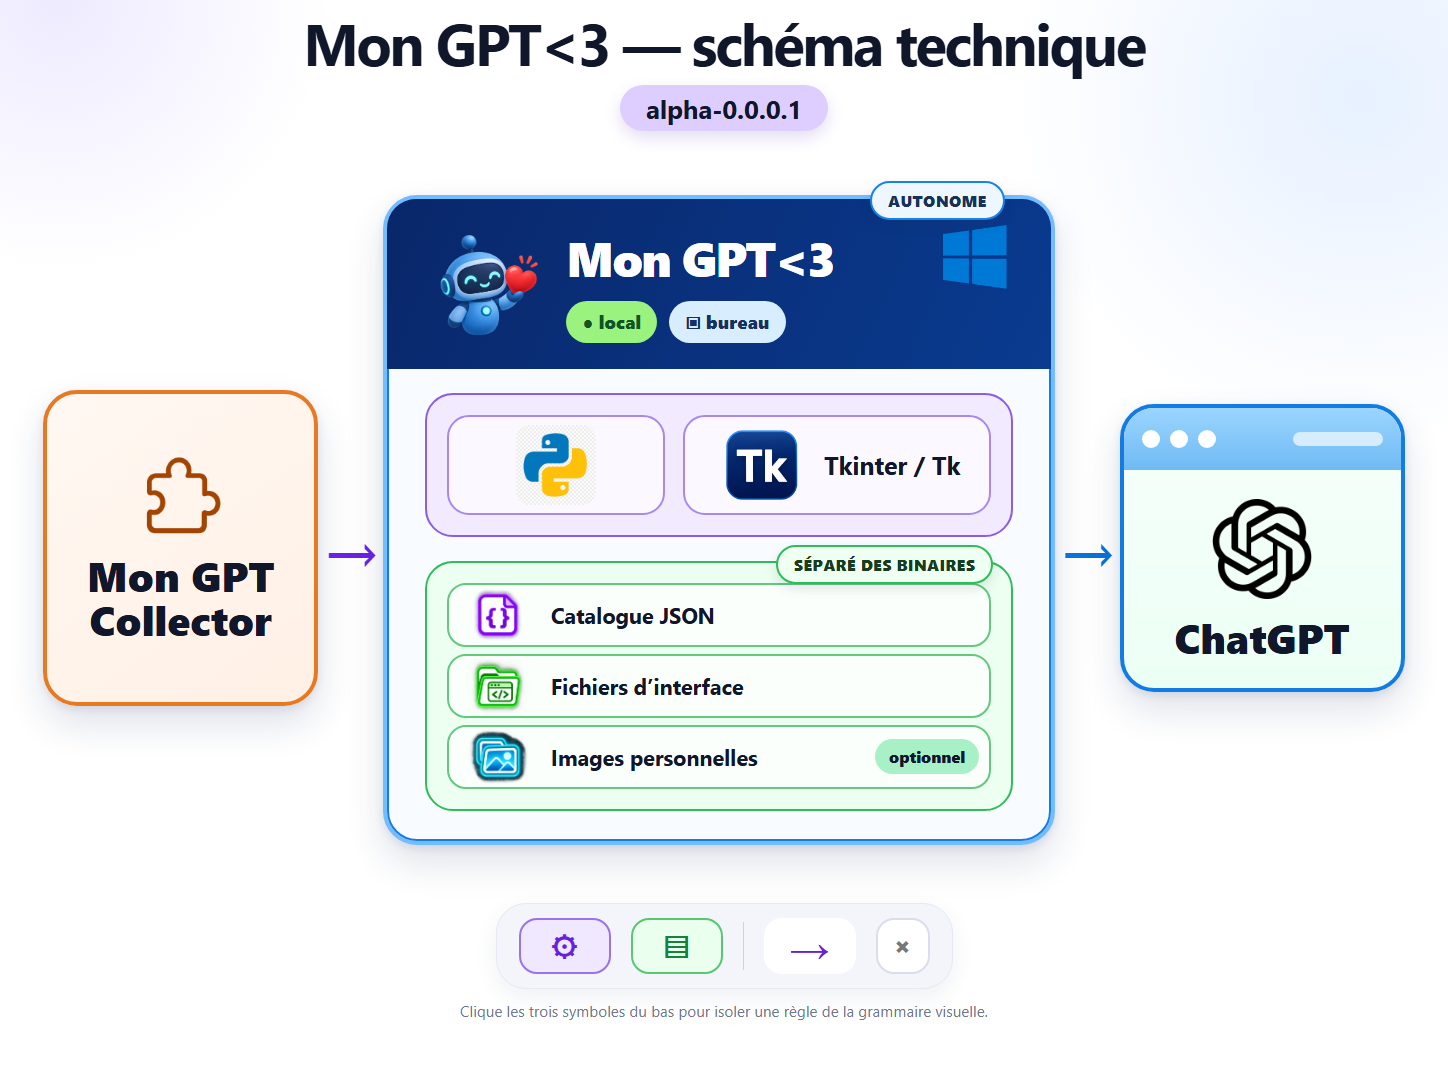 Mon GPT<3 — schéma technique
alpha-0.0.0.1
AUTONOME
Mon GPT<3
local
bureau
Mon GPT
Collector
Tk
Tkinter / Tk
SÉPARÉ DES BINAIRES
{ } Catalogue JSON
</> Fichiers d’interface
Images personnelles
optionnel
ChatGPT
Clique les trois symboles du bas pour isoler une règle de la grammaire visuelle.